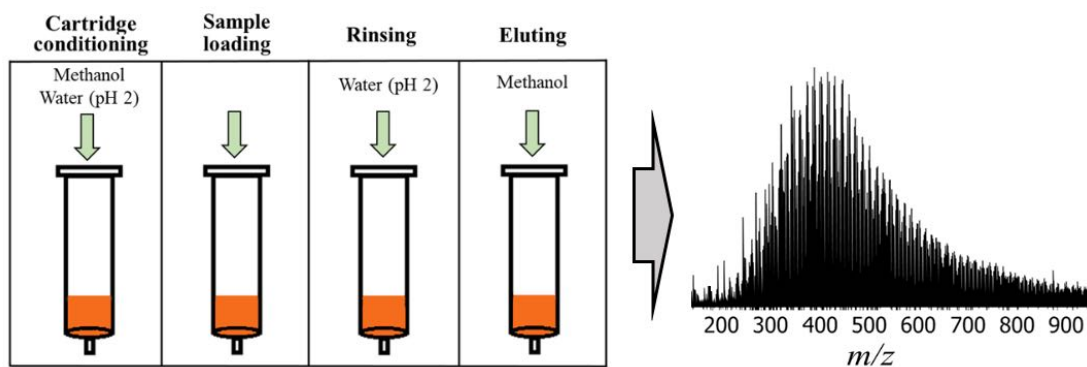 Cartridge
conditioning
Sample
loading
Rinsing
Eluting
Methanol
Water (pH 2)
Water (pH 2)
Methanol
200 300 400 500 600 700 800 900
m/z